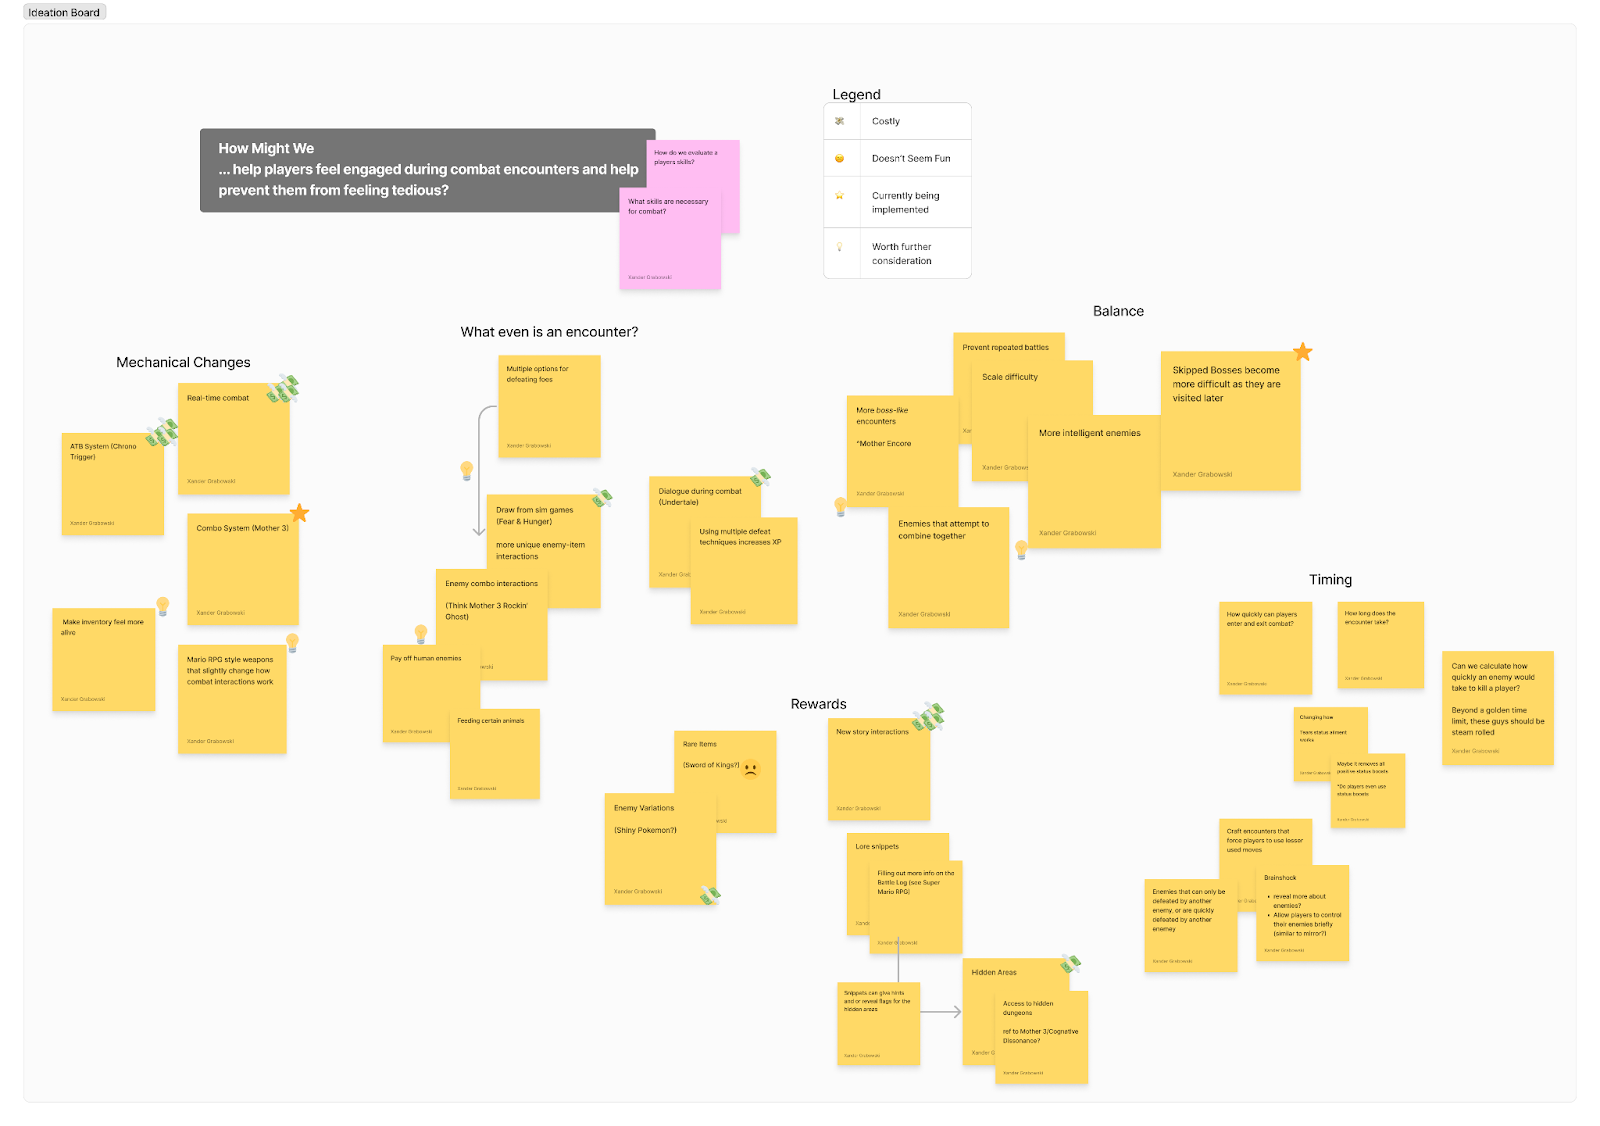 Ideation Board
How Might We
... help players feel engaged during combat encounters and help
prevent them from feeling tedious?
How do we evaluate a
players skills?
What skills are necessary
for combat?
Xander Grabowski
Legend
Costly
Doesn't Seem Fun
Currently being
implemented
Worth further
consideration
Mechanical Changes
Real-time combat
Xander Grabowski
ATB System (Chrono
Trigger)
Xander Grabowski
Combo System (Mother 3)
Xander Grabowski
Make inventory feel more
alive
Xander Grabowski
Mario RPG style weapons
that slightly change how
combat interactions work
Xander Grabowski
What even is an encounter?
Multiple options for
defeating foes
Xander Grabowski
Draw from sim games
(Fear & Hunger)
more unique enemy-item
interactions
Enemy combo interactions
(Think Mother 3 Rockin'
Ghost)
Pay off human enemies
Xander Grabowski
Feeding certain animals
Xander Grabowski
Dialogue during combat
(Undertale)
Xander Grab
Using multiple defeat
techniques increases XP
Xander Grabowski
Balance
Prevent repeated battles
Xa
Scale difficulty
Xander Grabows
More boss-like
encounters
*Mother Encore
Xander Grabowski
More intelligent enemies
Xander Grabowski
Skipped Bosses become
more difficult as they are
visited later
Xander Grabowski
Enemies that attempt to
combine together
Xander Grabowski
Timing
How quickly can players
enter and exit combat?
Xander Grabowski
How long does the
encounter take?
Xander Grabowski
Can we calculate how
quickly an enemy would
take to kill a player?
Beyond a golden time
limit, these guys should be
steam rolled
Xander Grabowski
Changing how
Tears status ailment
works
Xander Grabows
Maybe it removes all
positive status boosts
*Do players even use
status boosts
Xander Grabowski
Craft encounters that
force players to use lesser
used moves
Enemies that can only be
defeated by another
enemy, or are quickly
defeated by another
enemey
Xander Grabowski
Brainshock
• reveal more about
enemies?
• Allow players to control
their enemies briefly
(similar to mirror?)
Xander Grabowski
Rewards
Rare Items
(Sword of Kings?)
wski
Enemy Variations
(Shiny Pokemon?)
Xander Grabowski
New story interactions
Xander Grabowski
Lore snippets
Xande
Filling out more info on the
Battle Log (see Super
Mario RPG)
Xander Grabowski
Snippets can give hints
and or reveal flags for the
hidden areas
Xander Grabowski
Hidden Areas
Xander G
Access to hidden
dungeons
ref to Mother 3/Cognative
Dissonance?
Xander Grabowski